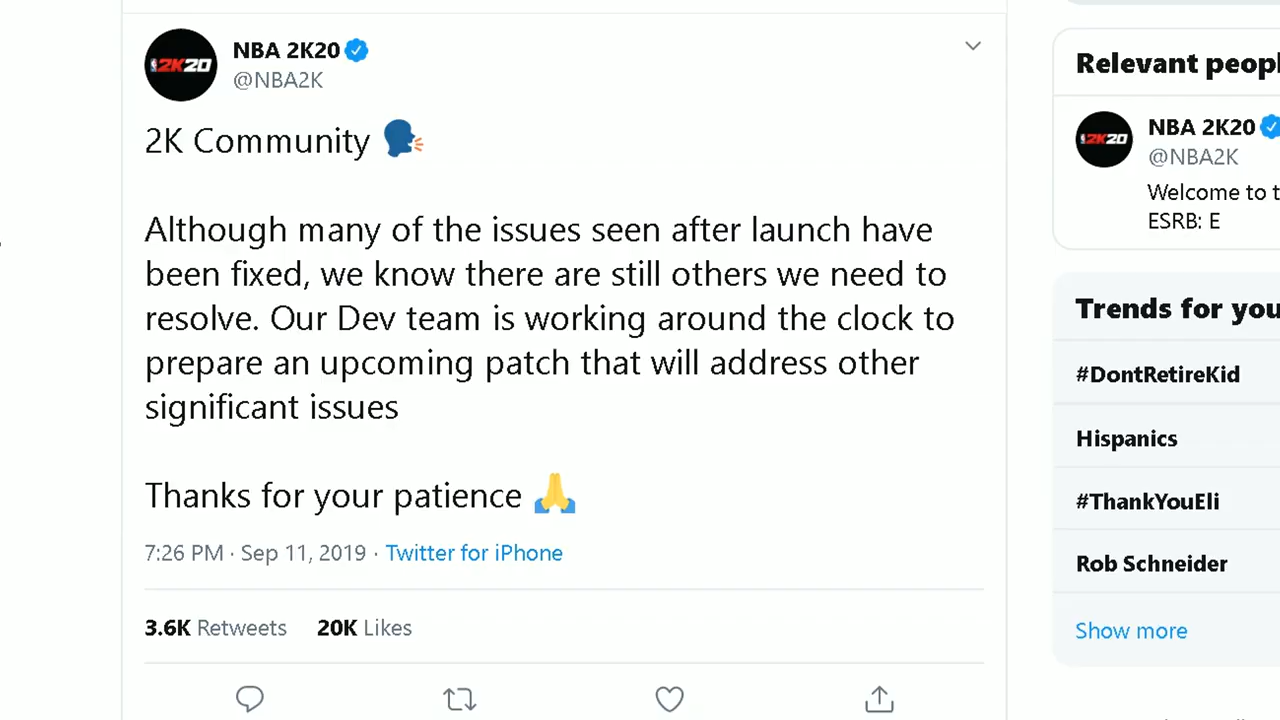 NBA 2K20
@NBA2K
2K Community
Although many of the issues seen after launch have
been fixed, we know there are still others we need to
resolve. Our Dev team is working around the clock to
prepare an upcoming patch that will address other
significant issues
Thanks for your patience
7:26 PM · Sep 11, 2019 · Twitter for iPhone
3.6K Retweets 20K Likes
Relevant peopl
2K20
NBA 2K20
@NBA2K
Welcome to t
ESRB: E
Trends for you
#DontRetireKid
Hispanics
#ThankYouEli
Rob Schneider
Show more